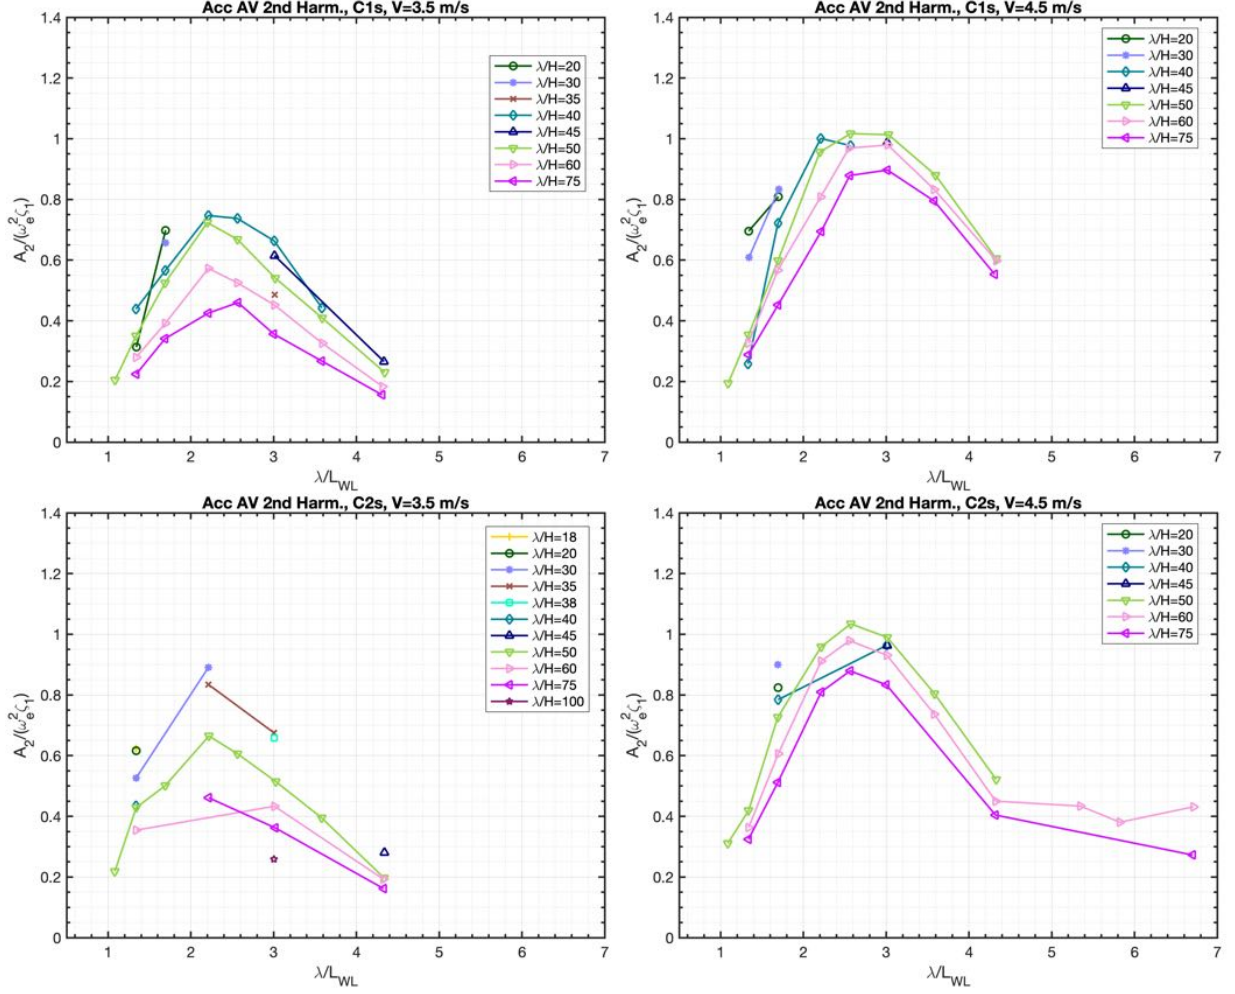 Acc AV 2nd Harm., C1s, V=3.5 m/s
1.4
1.2
1
0.8
0.6
0.4
0.2
0
A₂/(ωₑ²ζ₁)
λ/H=20
λ/H=30
λ/H=35
λ/H=40
λ/H=45
λ/H=50
λ/H=60
λ/H=75
1 2 3 4 5 6 7
λ/L_WL
Acc AV 2nd Harm., C1s, V=4.5 m/s
1.4
1.2
1
0.8
0.6
0.4
0.2
0
A₂/(ωₑ²ζ₁)
λ/H=20
λ/H=30
λ/H=40
λ/H=45
λ/H=50
λ/H=60
λ/H=75
1 2 3 4 5 6 7
λ/L_WL
Acc AV 2nd Harm., C2s, V=3.5 m/s
1.4
1.2
1
0.8
0.6
0.4
0.2
0
A₂/(ωₑ²ζ₁)
λ/H=18
λ/H=20
λ/H=30
λ/H=35
λ/H=38
λ/H=40
λ/H=45
λ/H=50
λ/H=60
λ/H=75
λ/H=100
1 2 3 4 5 6 7
λ/L_WL
Acc AV 2nd Harm., C2s, V=4.5 m/s
1.4
1.2
1
0.8
0.6
0.4
0.2
0
A₂/(ωₑ²ζ₁)
λ/H=20
λ/H=30
λ/H=40
λ/H=45
λ/H=50
λ/H=60
λ/H=75
1 2 3 4 5 6 7
λ/L_WL